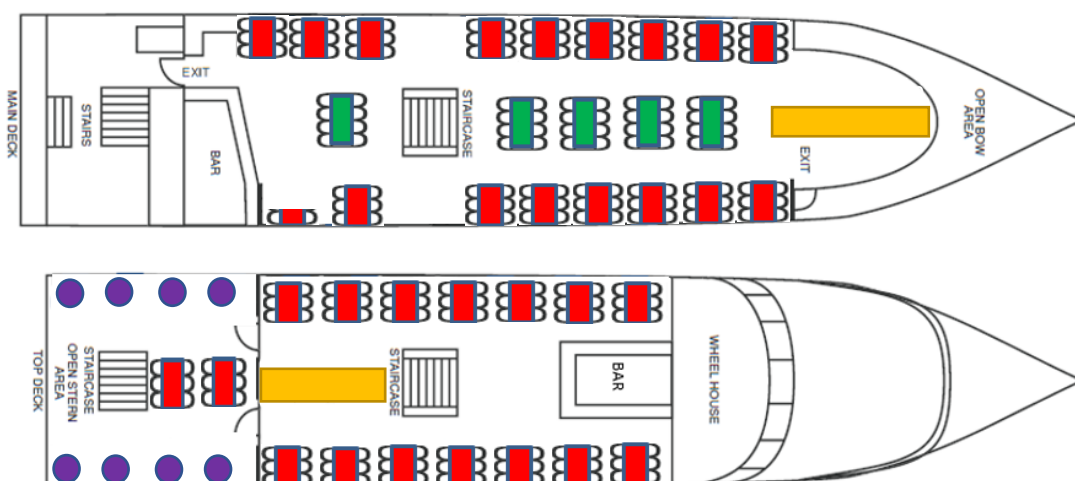 MAIN DECK
STAIRS
EXIT
BAR
STAIRCASE
EXIT
OPEN BOW
AREA
TOP DECK
STAIRCASE
OPEN STERN
AREA
STAIRCASE
BAR
WHEEL HOUSE